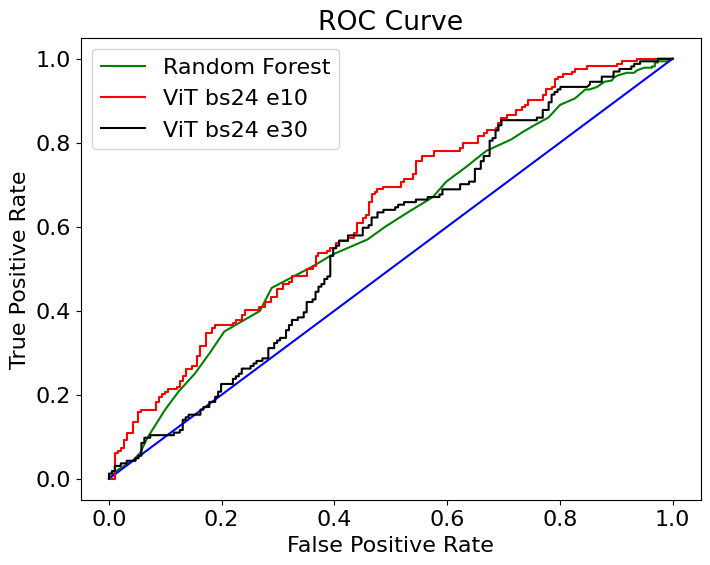 ROC Curve
Random Forest
ViT bs24 e10
ViT bs24 e30
True Positive Rate
1.0
0.8
0.6
0.4
0.2
0.0
0.0 0.2 0.4 0.6 0.8 1.0
False Positive Rate